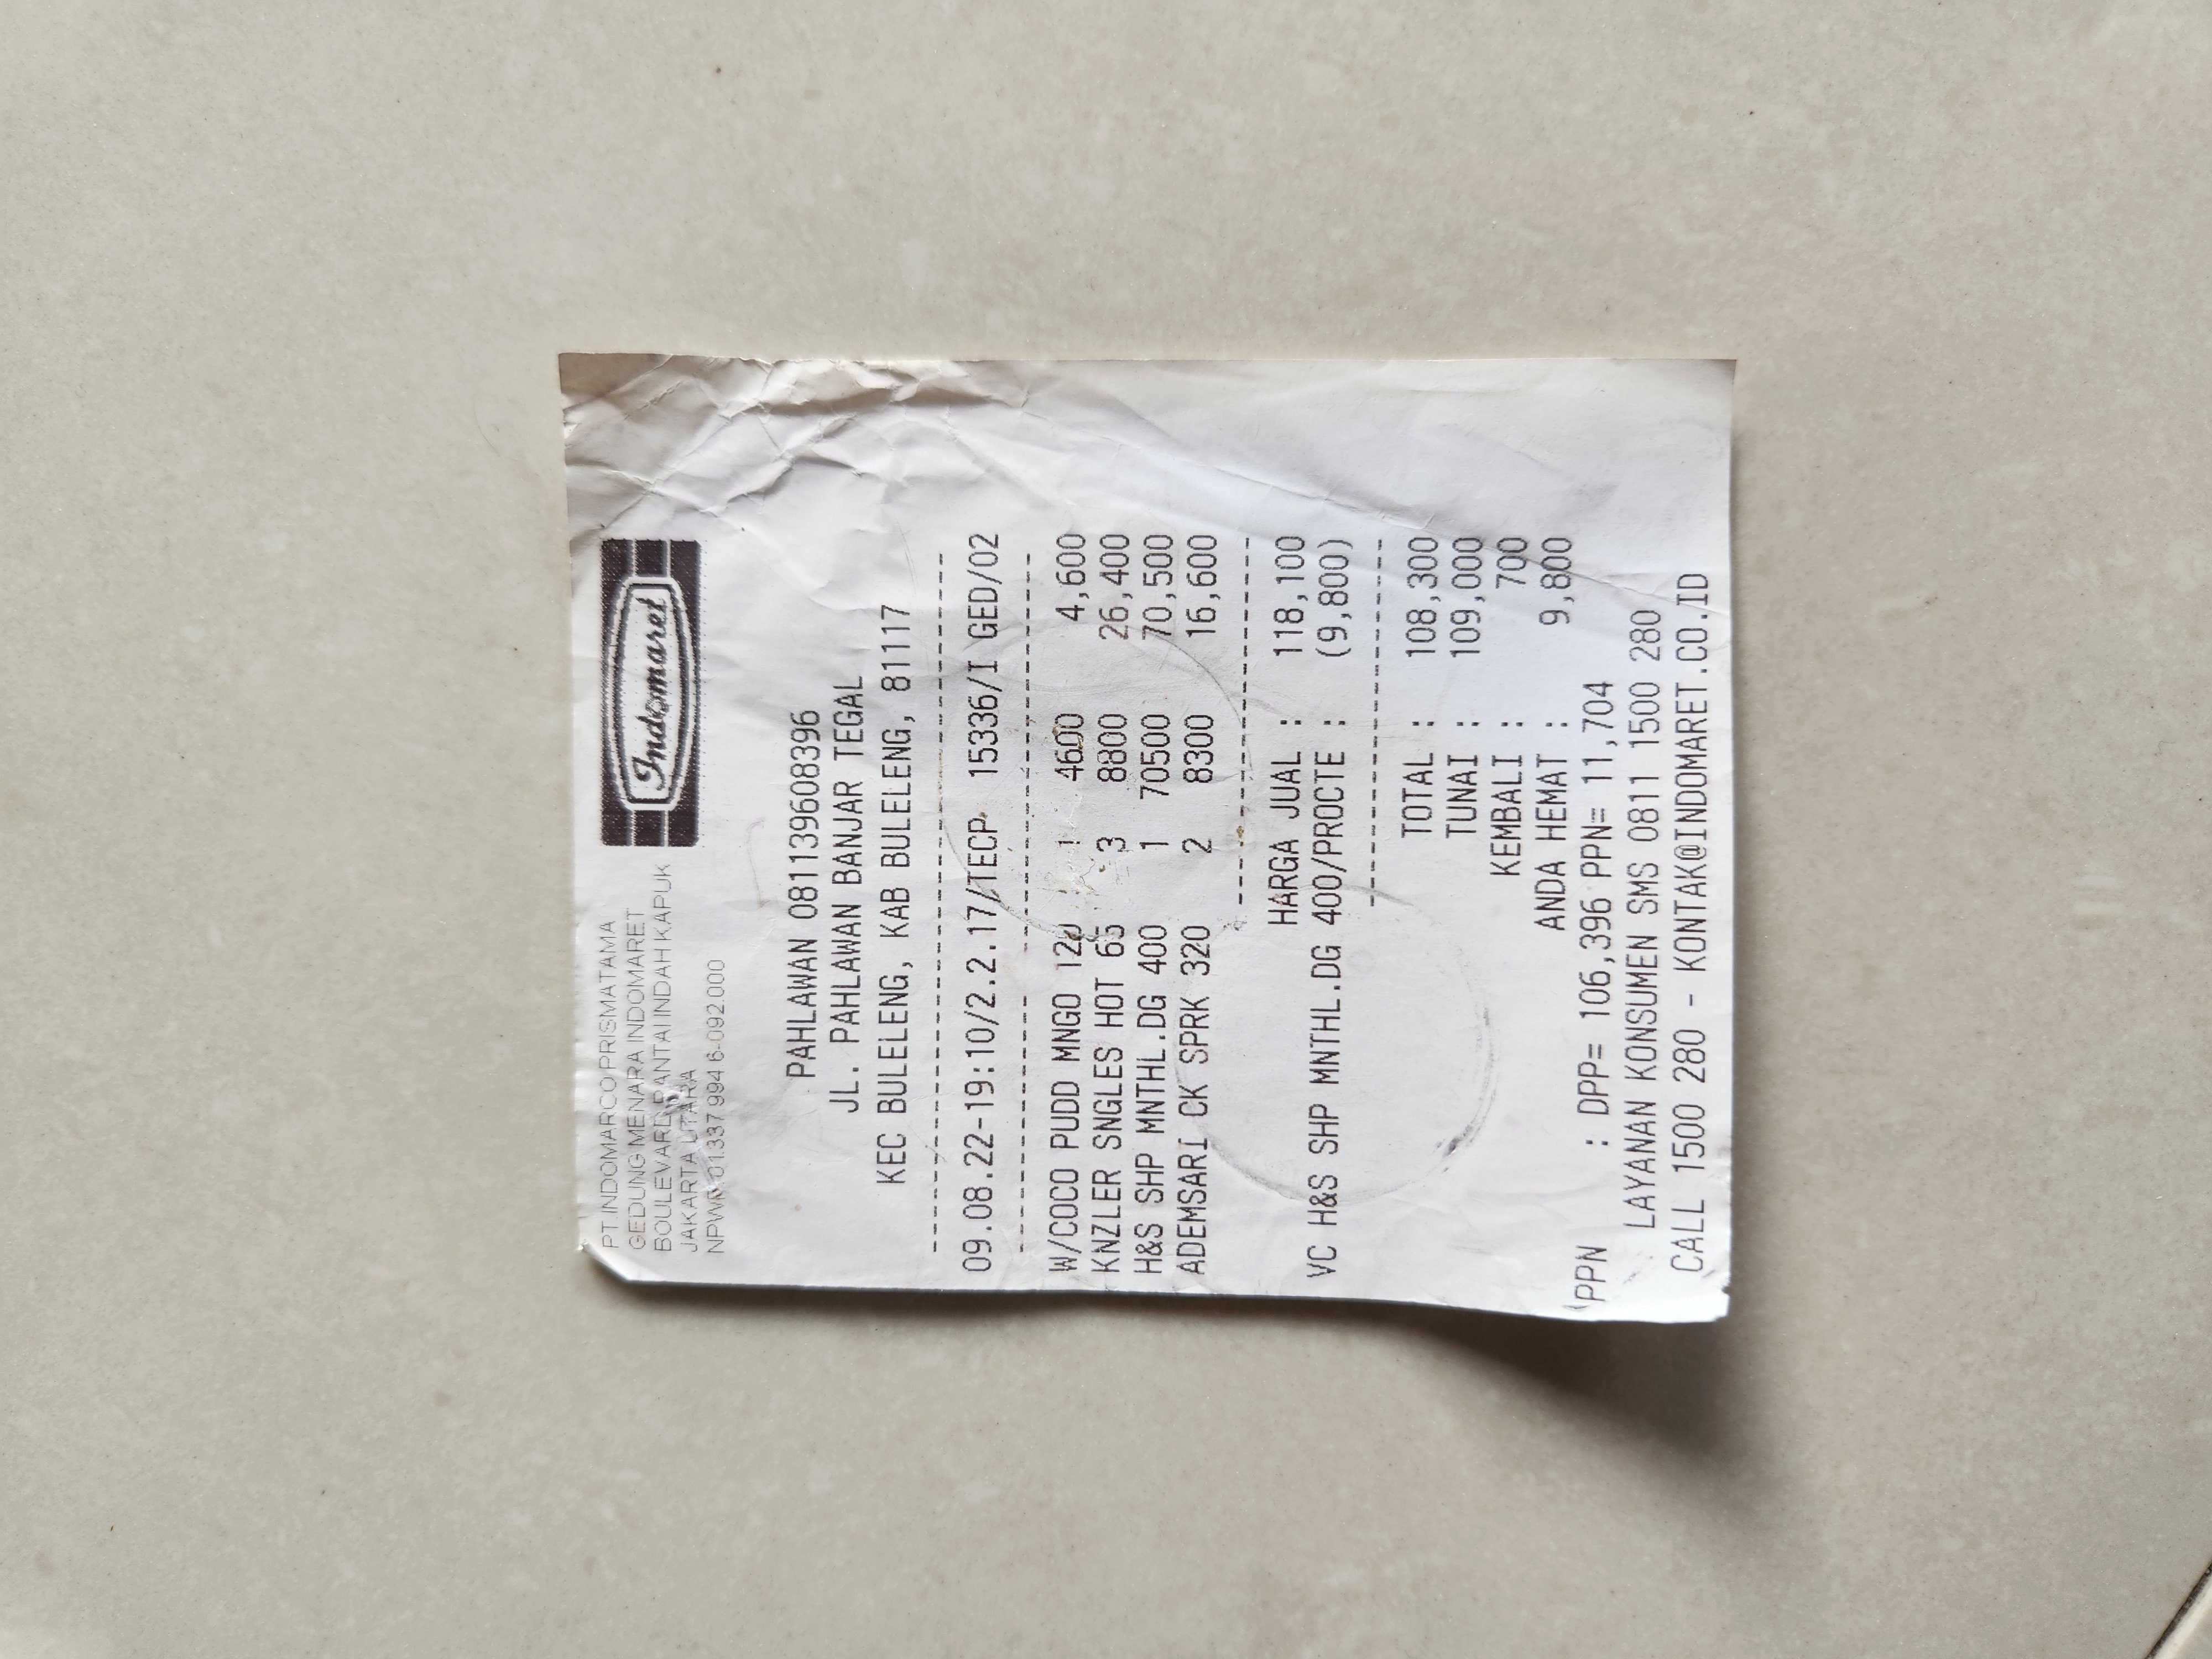 PT INDOMARCO PRISMATAMA
GEDUNG MENARA INDOMARET
BOULEVARD PANTAI INDAH KAPUK
JAKARTA UTARA
NPWP 01.337.994.6-092.000
Indomaret
PAHLAWAN 081139608396
JL. PAHLAWAN BANJAR TEGAL
KEC BULELENG, KAB BULELENG, 81117
09.08.22-19:10/2.2.17/TECP 15336/I GED/02
W/COCO PUDD MNGO 120 1 4600 4,600
KNZLER SNGLES HOT 65 3 8800 26,400
H&S SHP MNTHL.DG 400 1 70500 70,500
ADEMSARI CK SPRK 320 2 8300 16,600
HARGA JUAL : 118,100
VC H&S SHP MNTHL.DG 400/PROCTE : (9,800)
TOTAL : 108,300
TUNAI : 109,000
KEMBALI : 700
ANDA HEMAT : 9,800
PPN : DPP= 106,396 PPN= 11,704
LAYANAN KONSUMEN SMS 0811 1500 280
CALL 1500 280 - KONTAK@INDOMARET.CO.ID